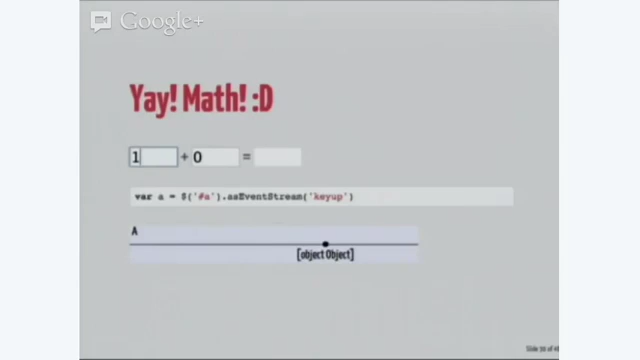 Google+
Yay! Math! :D
1 + 0 =
var a = $('#a').asEventStream('keyup')
A
[object Object]